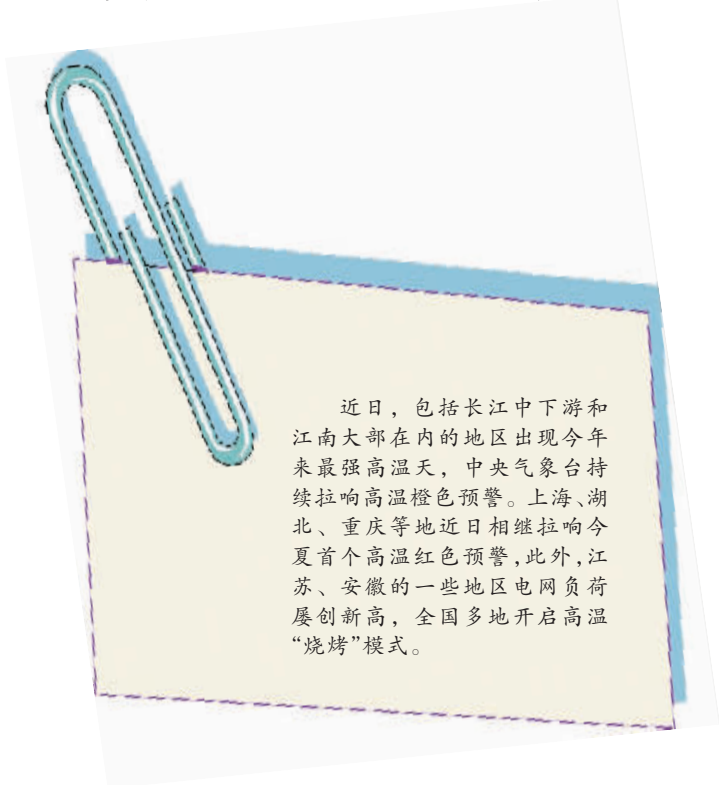 近日，包括长江中下游和
江南大部在内的地区出现今年
来最强高温天，中央气象台持
续拉响高温橙色预警。上海、湖
北、重庆等地近日相继拉响今
夏首个高温红色预警，此外，江
苏、安徽的一些地区电网负荷
屡创新高，全国多地开启高温
“烧烤”模式。